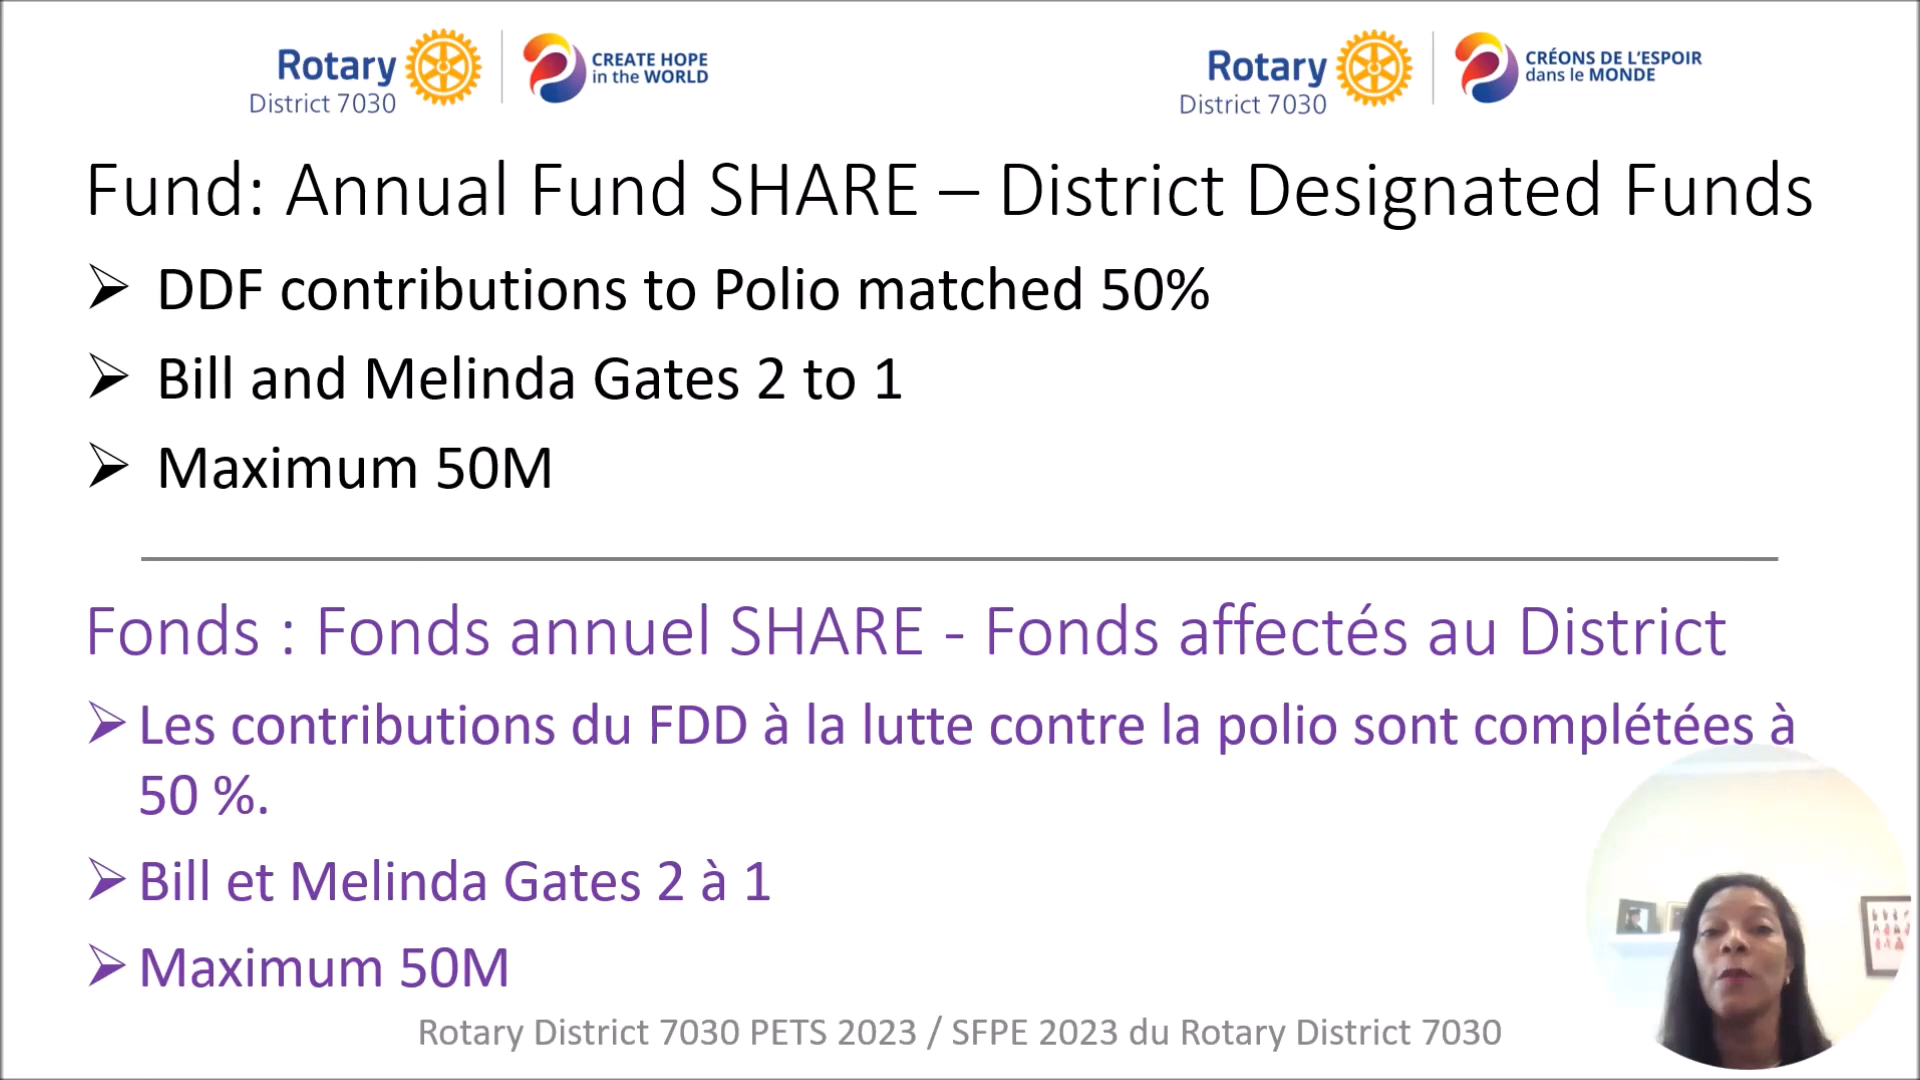 Rotary
District 7030
CREATE HOPE
in the WORLD
Rotary
District 7030
CRÉONS DE L'ESPOIR
dans le MONDE
Fund: Annual Fund SHARE – District Designated Funds
DDF contributions to Polio matched 50%
Bill and Melinda Gates 2 to 1
Maximum 50M
Fonds : Fonds annuel SHARE - Fonds affectés au District
Les contributions du FDD à la lutte contre la polio sont complétées à
50 %.
Bill et Melinda Gates 2 à 1
Maximum 50M
Rotary District 7030 PETS 2023 / SFPE 2023 du Rotary District 7030